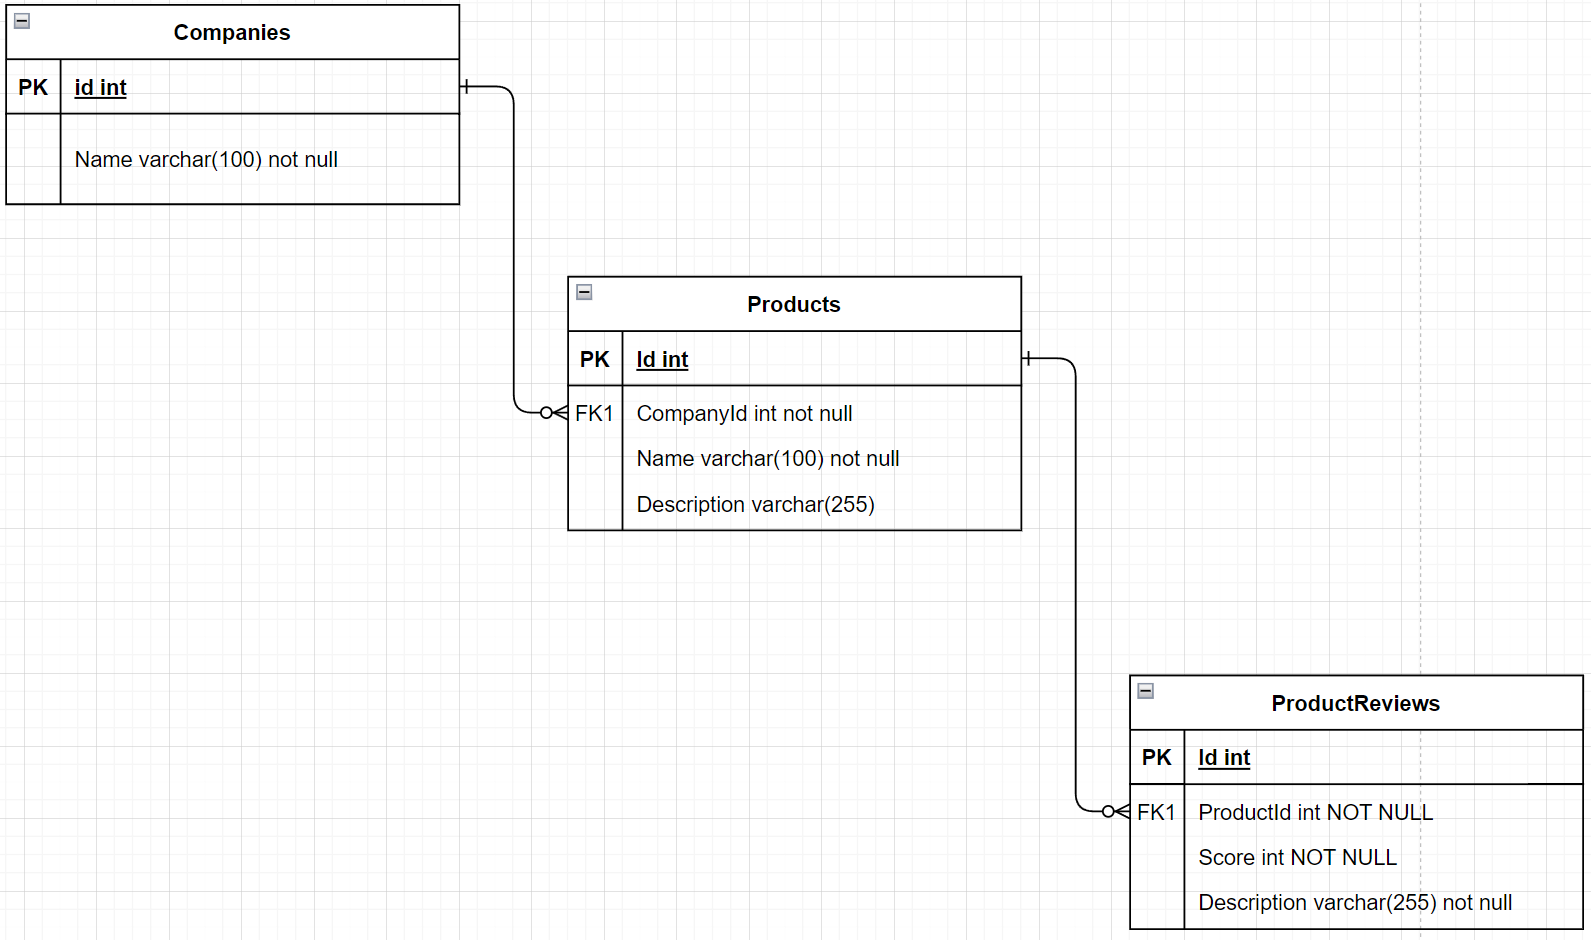 Companies
PK id int
Name varchar(100) not null
Products
PK Id int
FK1 CompanyId int not null
Name varchar(100) not null
Description varchar(255)
ProductReviews
PK Id int
FK1 ProductId int NOT NULL
Score int NOT NULL
Description varchar(255) not null